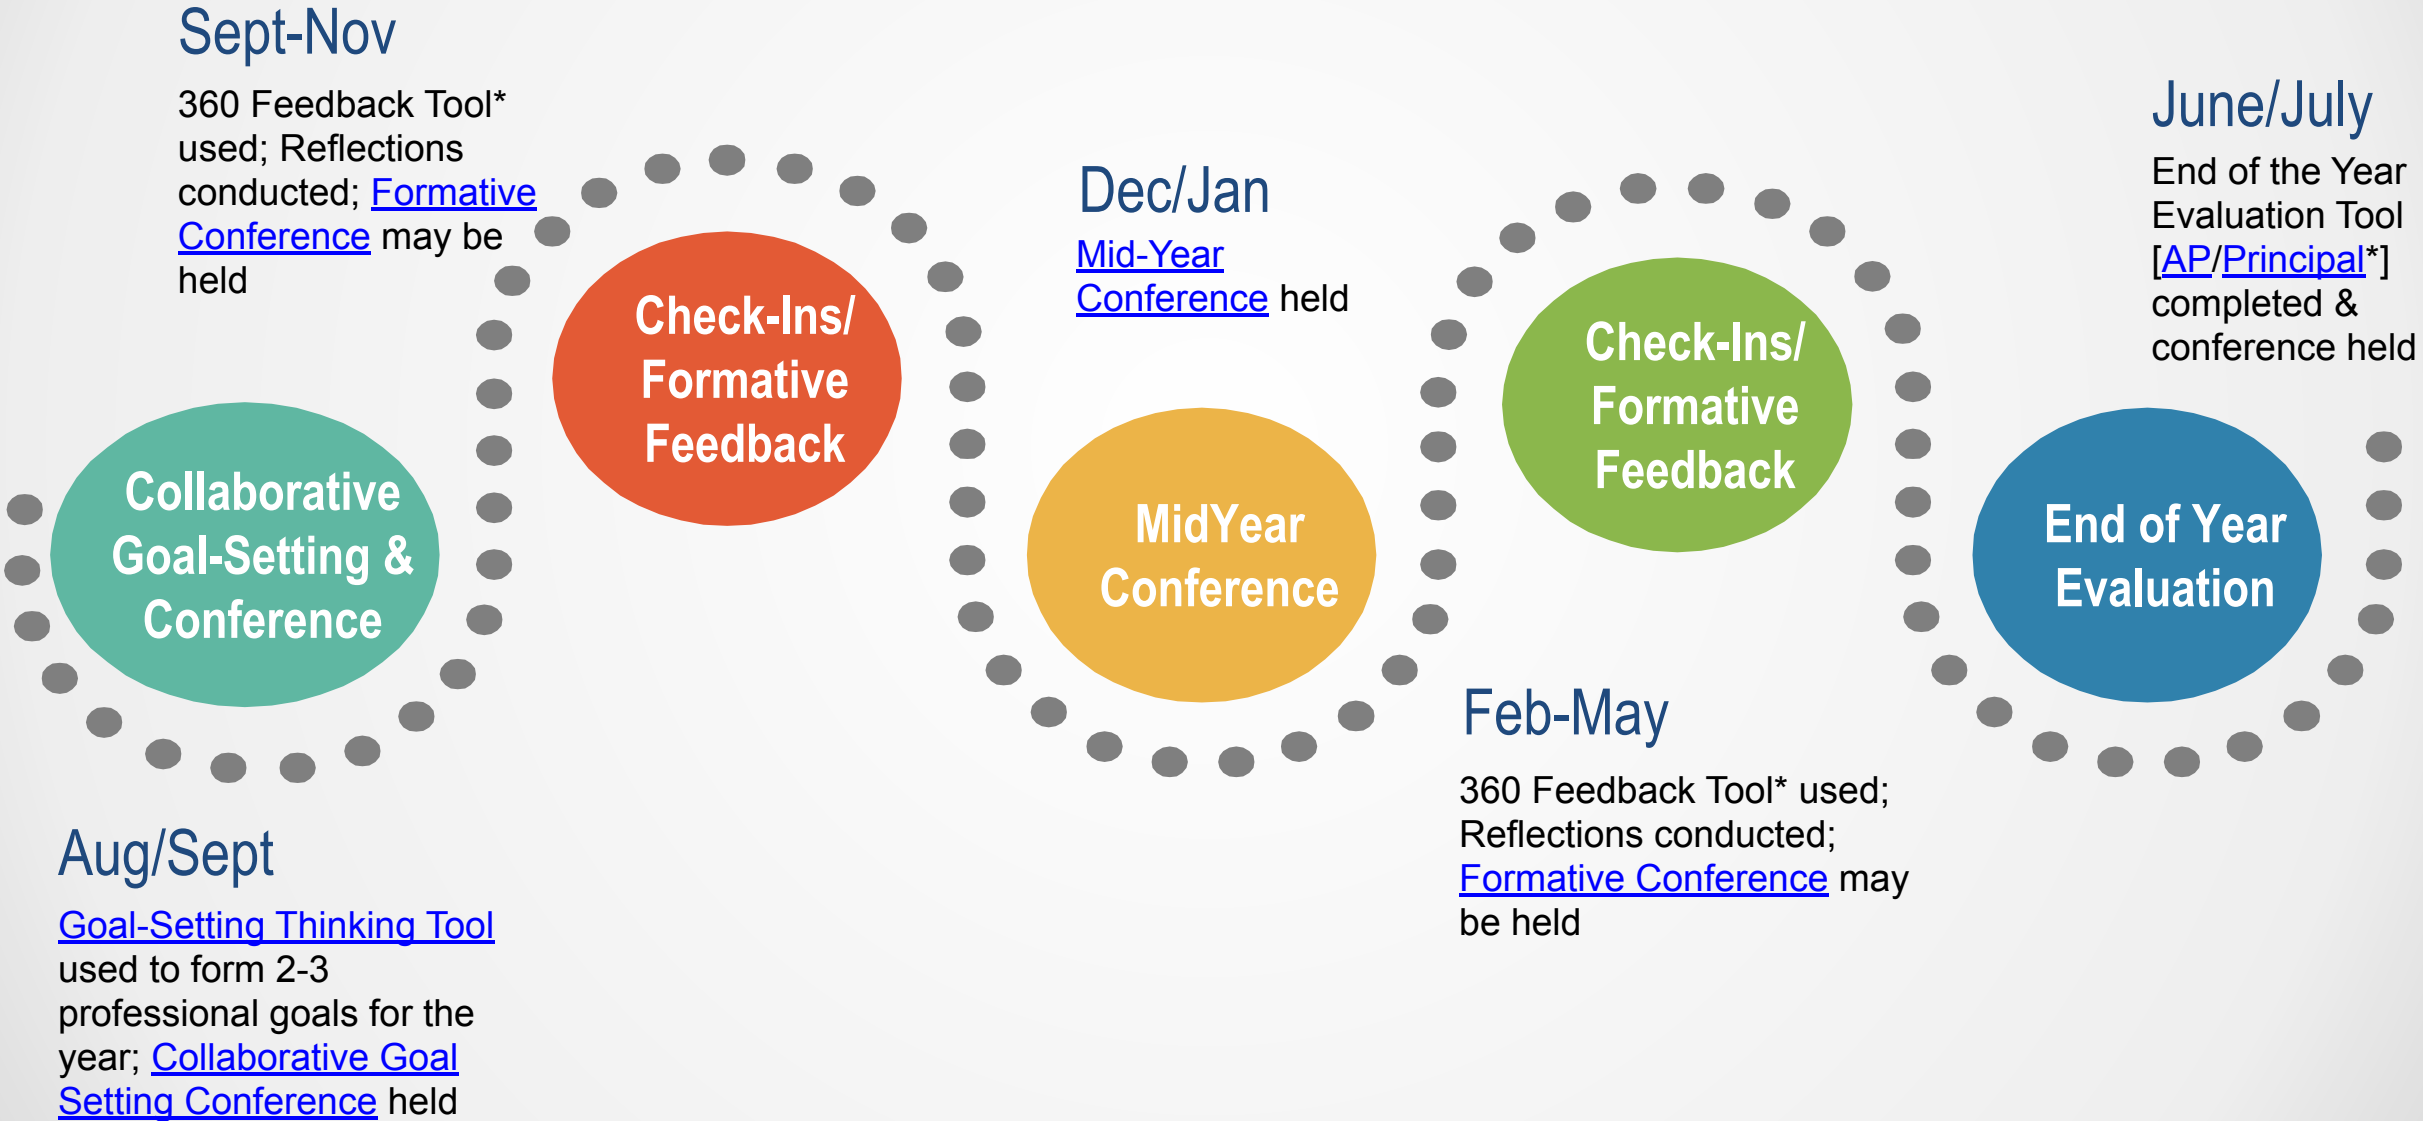 Sept-Nov
360 Feedback Tool*
used; Reflections
conducted; Formative
Conference may be
held
Check-Ins/
Formative
Feedback
Collaborative
Goal-Setting &
Conference
Aug/Sept
Goal-Setting Thinking Tool
used to form 2-3
professional goals for the
year; Collaborative Goal
Setting Conference held
Dec/Jan
Mid-Year
Conference held
MidYear
Conference
Check-Ins/
Formative
Feedback
Feb-May
360 Feedback Tool* used;
Reflections conducted;
Formative Conference may
be held
June/July
End of the Year
Evaluation Tool
[AP/Principal*]
completed &
conference held
End of Year
Evaluation